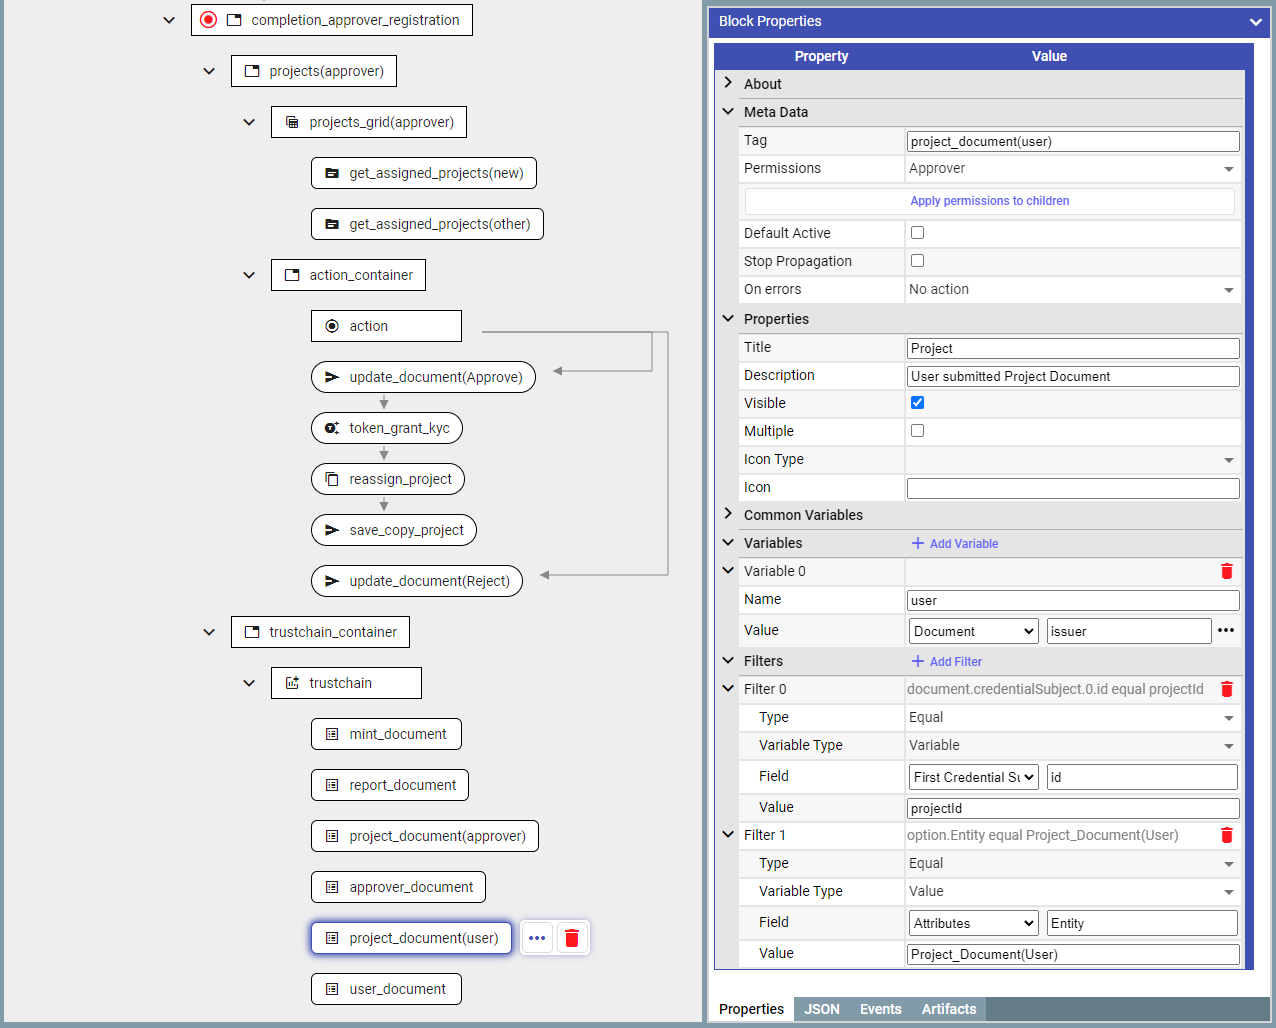 completion_approver_registration
projects(approver)
projects_grid(approver)
get_assigned_projects(new)
get_assigned_projects(other)
action_container
action
update_document(Approve)
token_grant_kyc
reassign_project
save_copy_project
update_document(Reject)
trustchain_container
trustchain
mint_document
report_document
project_document(approver)
approver_document
project_document(user)
user_document
Block Properties
Property Value
About
Meta Data
Tag project_document(user)
Permissions Approver
Apply permissions to children
Default Active
Stop Propagation
On errors No action
Properties
Title Project
Description User submitted Project Document
Visible
Multiple
Icon Type
Icon
Common Variables
Variables + Add Variable
Variable 0
Name user
Value Document issuer
Filters + Add Filter
Filter 0 document.credentialSubject.0.id equal projectId
Type Equal
Variable Type Variable
Field First Credential Su id
Value projectId
Filter 1 option.Entity equal Project_Document(User)
Type Equal
Variable Type Value
Field Attributes Entity
Value Project_Document(User)
Properties JSON Events Artifacts